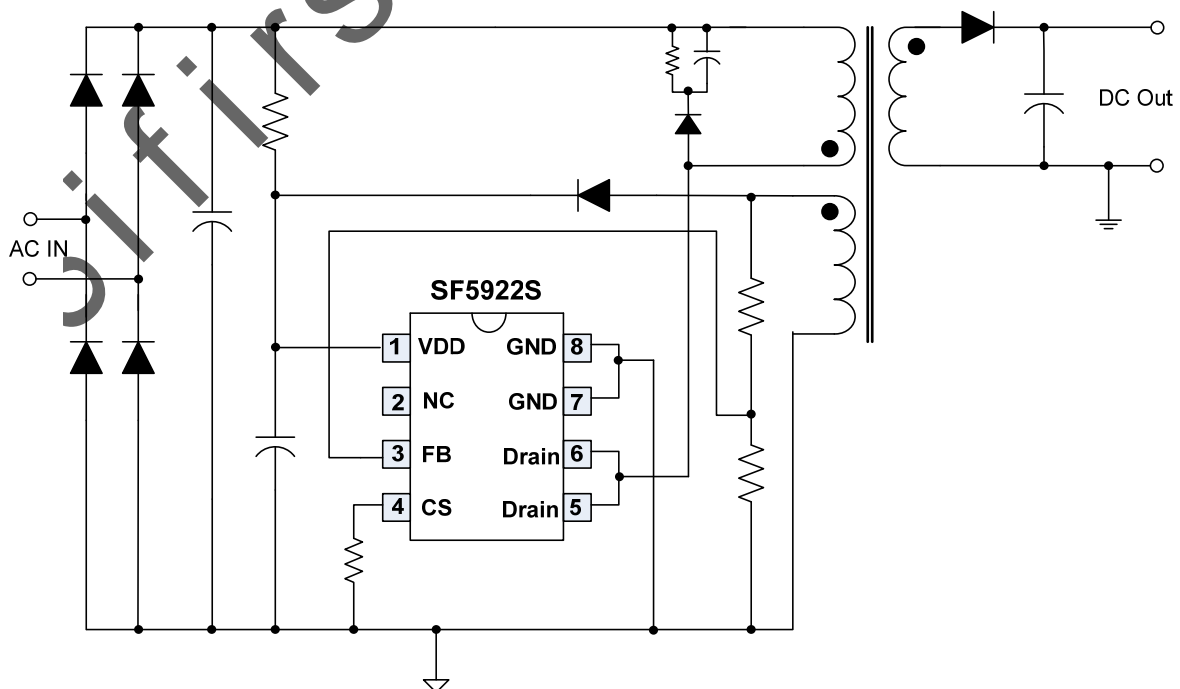 sifirs
DC Out
AC IN
SF5922S
1 VDD GND 8
2 NC GND 7
3 FB Drain 6
4 CS Drain 5